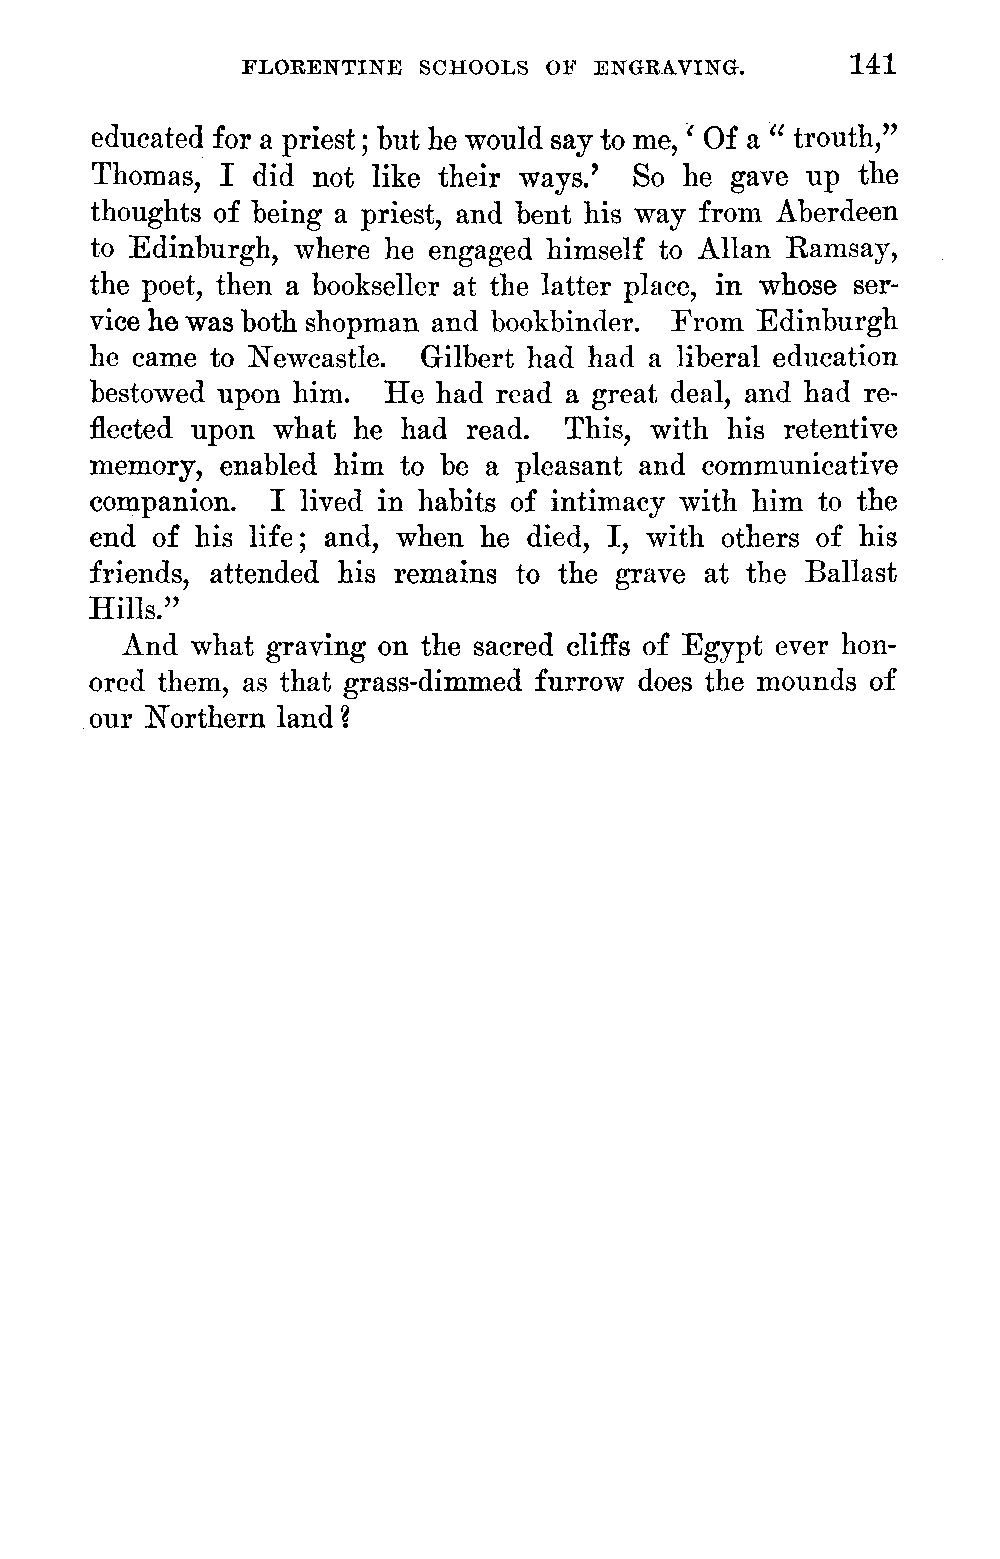 FLORENTINE SCHOOLS OF ENGRAVING. 141
educated for a priest; but he would say to me, ‘Of a “trouth,”
Thomas, I did not like their ways.’ So he gave up the
thoughts of being a priest, and bent his way from Aberdeen
to Edinburgh, where he engaged himself to Allan Ramsay,
the poet, then a bookseller at the latter place, in whose ser-
vice he was both shopman and bookbinder. From Edinburgh
he came to Newcastle. Gilbert had had a liberal education
bestowed upon him. He had read a great deal, and had re-
flected upon what he had read. This, with his retentive
memory, enabled him to be a pleasant and communicative
companion. I lived in habits of intimacy with him to the
end of his life; and, when he died, I, with others of his
friends, attended his remains to the grave at the Ballast
Hills.”
And what graving on the sacred cliffs of Egypt ever hon-
ored them, as that grass-dimmed furrow does the mounds of
our Northern land?